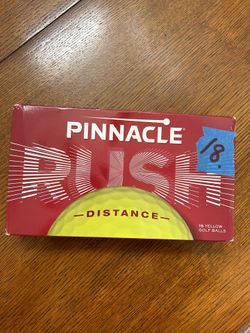 PINNACLE
18.
RUSH
DISTANCE
15 YELLOW
GOLF BALLS